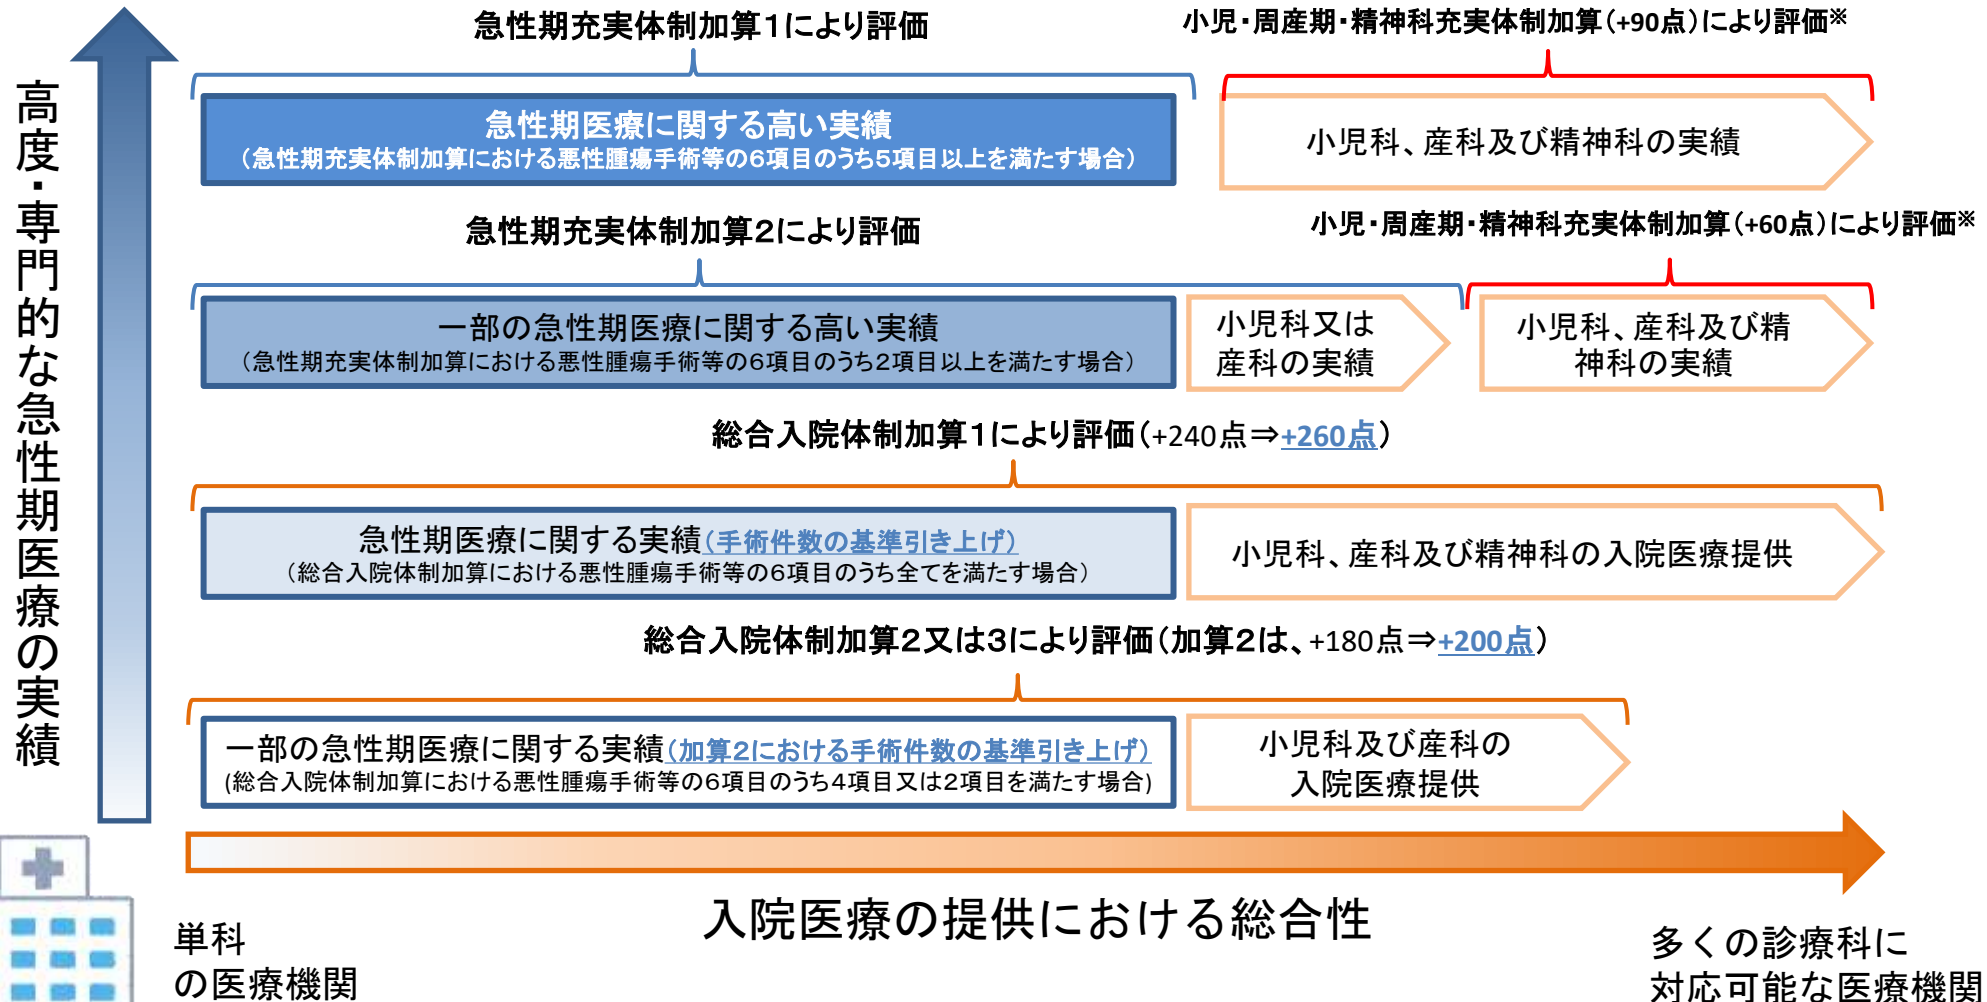 急性期充実体制加算1により評価
小児・周産期・精神科充実体制加算(+90点)により評価※
急性期医療に関する高い実績
(急性期充実体制加算における悪性腫瘍手術等の6項目のうち5項目以上を満たす場合)
小児科、産科及び精神科の実績
急性期充実体制加算2により評価
小児・周産期・精神科充実体制加算(+60点)により評価※
一部の急性期医療に関する高い実績
(急性期充実体制加算における悪性腫瘍手術等の6項目のうち2項目以上を満たす場合)
小児科又は
産科の実績
小児科、産科及び精
神科の実績
総合入院体制加算1により評価(+240点⇒+260点)
急性期医療に関する実績(手術件数の基準引き上げ)
(総合入院体制加算における悪性腫瘍手術等の6項目のうち全てを満たす場合)
小児科、産科及び精神科の入院医療提供
総合入院体制加算2又は3により評価(加算2は、+180点⇒+200点)
一部の急性期医療に関する実績(加算2における手術件数の基準引き上げ)
(総合入院体制加算における悪性腫瘍手術等の6項目のうち4項目又は2項目を満たす場合)
小児科及び産科の
入院医療提供
高度・専門的な急性期医療の実績
入院医療の提供における総合性
単科
の医療機関
多くの診療科に
対応可能な医療機関